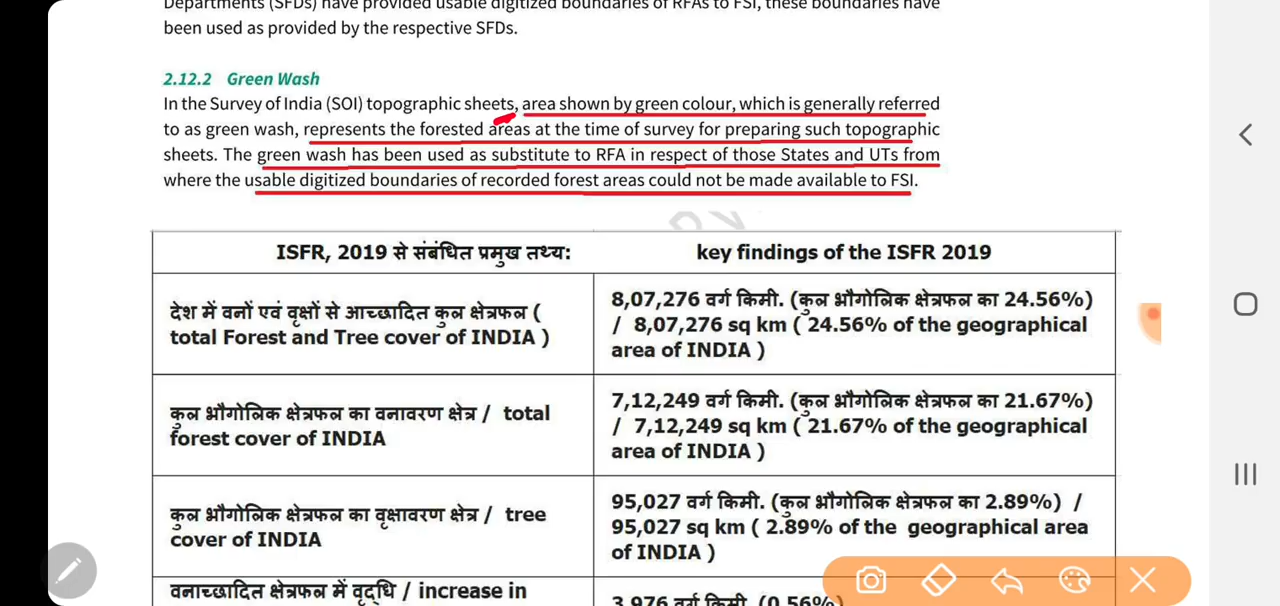 Departments (SFDs) have provided usable digitized boundaries of RFAs to FSI, these boundaries have
been used as provided by the respective SFDs.
2.12.2 Green Wash
In the Survey of India (SOI) topographic sheets, area shown by green colour, which is generally referred
to as green wash, represents the forested areas at the time of survey for preparing such topographic
sheets. The green wash has been used as substitute to RFA in respect of those States and UTs from
where the usable digitized boundaries of recorded forest areas could not be made available to FSI.
ISFR, 2019 से संबंधित प्रमुख तथ्य:
key findings of the ISFR 2019
देश में वनों एवं वृक्षों से आच्छादित कुल क्षेत्रफल (
total Forest and Tree cover of INDIA )
8,07,276 वर्ग किमी. (कुल भौगोलिक क्षेत्रफल का 24.56%)
/ 8,07,276 sq km ( 24.56% of the geographical
area of INDIA )
कुल भौगोलिक क्षेत्रफल का वनावरण क्षेत्र / total
forest cover of INDIA
7,12,249 वर्ग किमी. (कुल भौगोलिक क्षेत्रफल का 21.67%)
/ 7,12,249 sq km ( 21.67% of the geographical
area of INDIA )
कुल भौगोलिक क्षेत्रफल का वृक्षावरण क्षेत्र / tree
cover of INDIA
95,027 वर्ग किमी. (कुल भौगोलिक क्षेत्रफल का 2.89%) /
95,027 sq km ( 2.89% of the geographical area
of INDIA )
वनाच्छादित क्षेत्रफल में वृद्धि / increase in
3,976 वर्ग किमी. (0.56%)